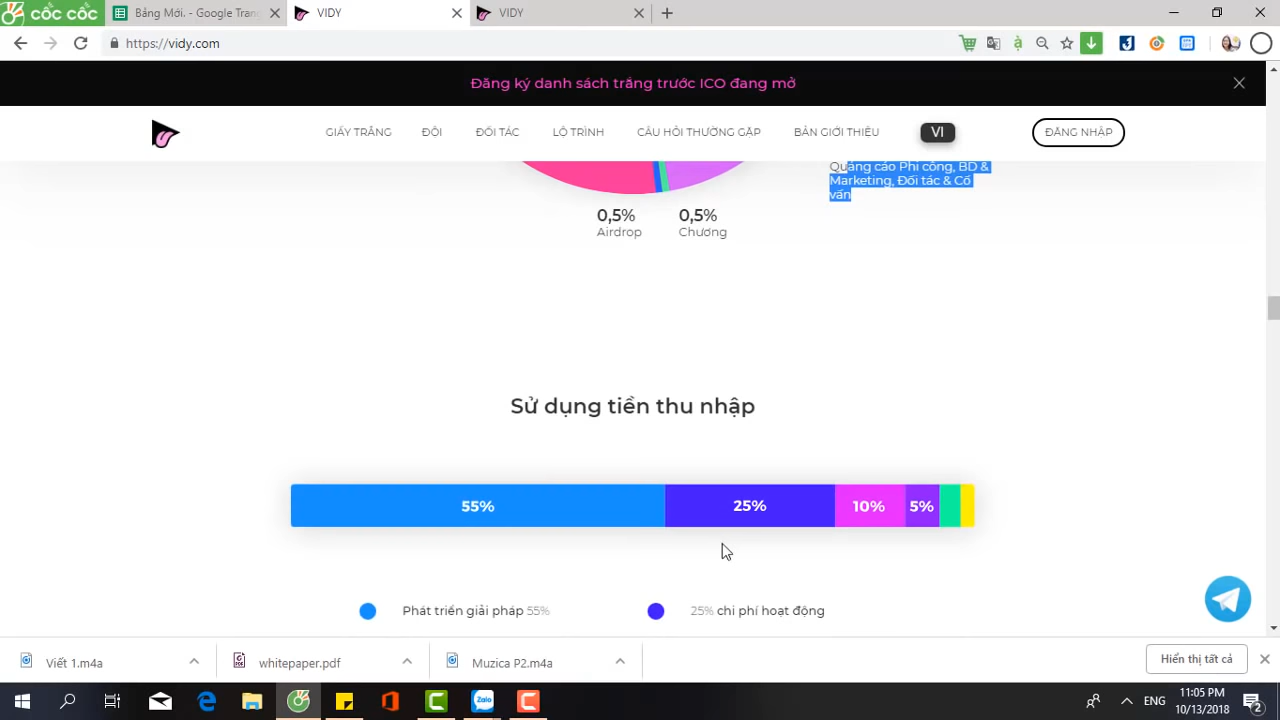 cốc cốc
Bảng Mới. - Google Trang
VIDY
VIDY
https://vidy.com
Đăng ký danh sách trắng trước ICO đang mở
GIẤY TRẮNG
ĐỘI
ĐỐI TÁC
LỘ TRÌNH
CÂU HỎI THƯỜNG GẶP
BẢN GIỚI THIỆU
VI
ĐĂNG NHẬP
Quảng cáo Phi công, BD &
Marketing, Đối tác & Cố
vấn
0,5%
Airdrop
0,5%
Chương
Sử dụng tiền thu nhập
55%
25%
10%
5%
Phát triển giải pháp 55%
25% chi phí hoạt động
Viết 1.m4a
whitepaper.pdf
Muzica P2.m4a
Hiển thị tất cả
Zalo
ENG
11:05 PM
10/13/2018
2